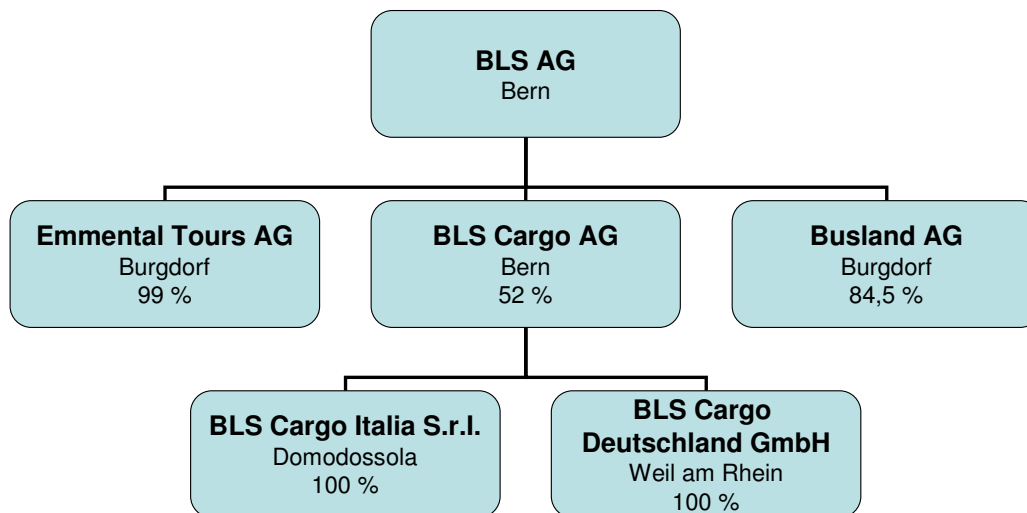 BLS AG
Bern
Emmental Tours AG
Burgdorf
99 %
BLS Cargo AG
Bern
52 %
Busland AG
Burgdorf
84,5 %
BLS Cargo Italia S.r.l.
Domodossola
100 %
BLS Cargo
Deutschland GmbH
Weil am Rhein
100 %